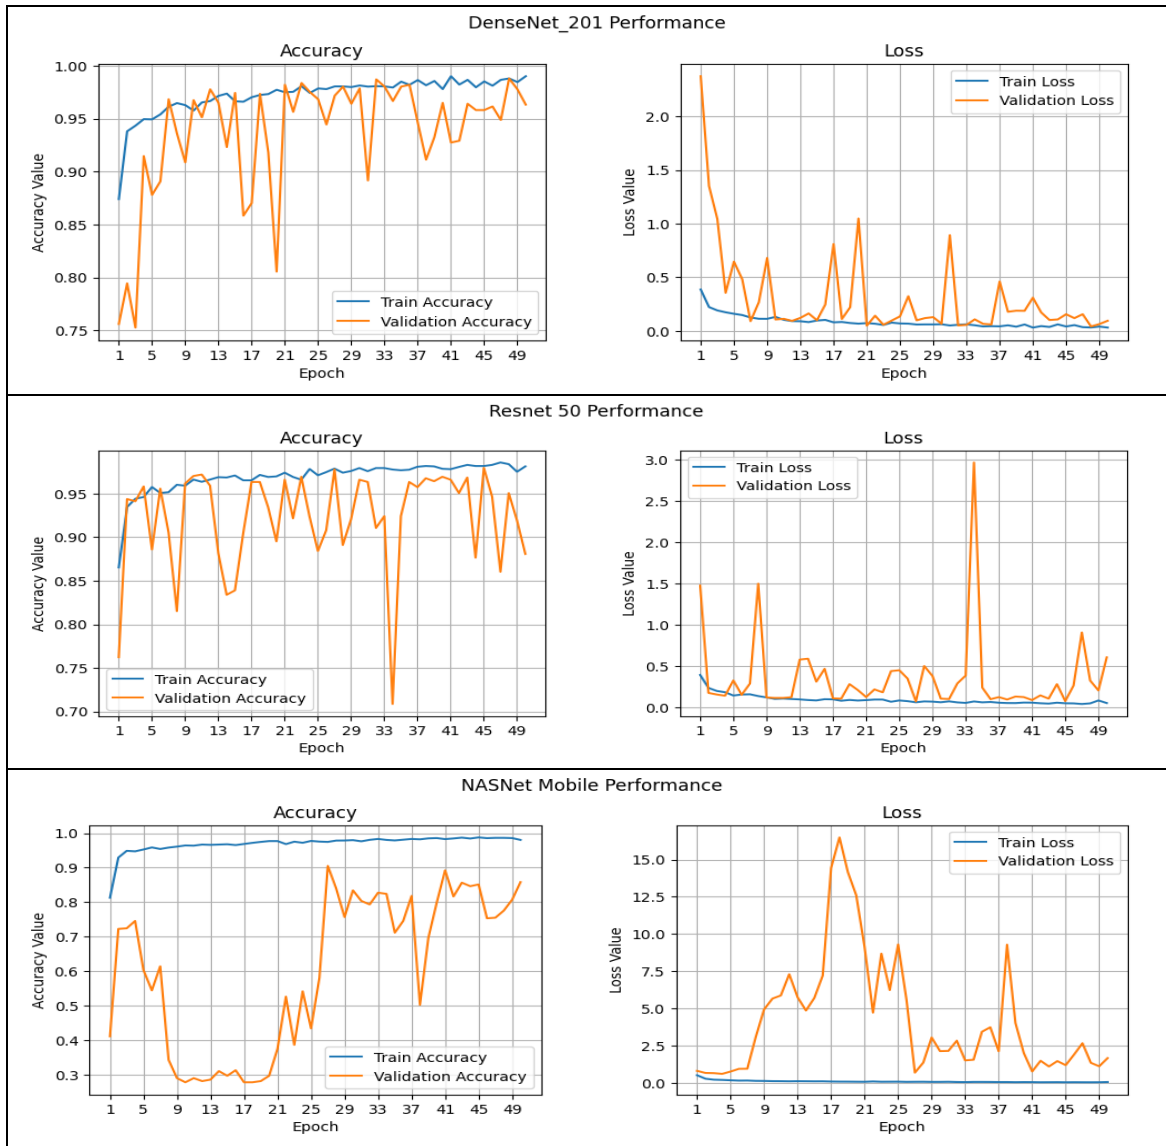 DenseNet_201 Performance
Accuracy
Accuracy Value
1.00
0.95
0.90
0.85
0.80
0.75
Train Accuracy
Validation Accuracy
1 5 9 13 17 21 25 29 33 37 41 45 49
Epoch
Loss
Loss Value
2.0
1.5
1.0
0.5
0.0
Train Loss
Validation Loss
1 5 9 13 17 21 25 29 33 37 41 45 49
Epoch
Resnet 50 Performance
Accuracy
Accuracy Value
0.95
0.90
0.85
0.80
0.75
0.70
Train Accuracy
Validation Accuracy
1 5 9 13 17 21 25 29 33 37 41 45 49
Epoch
Loss
Loss Value
3.0
2.5
2.0
1.5
1.0
0.5
0.0
Train Loss
Validation Loss
1 5 9 13 17 21 25 29 33 37 41 45 49
Epoch
NASNet Mobile Performance
Accuracy
Accuracy Value
1.0
0.9
0.8
0.7
0.6
0.5
0.4
0.3
Train Accuracy
Validation Accuracy
1 5 9 13 17 21 25 29 33 37 41 45 49
Epoch
Loss
Loss Value
15.0
12.5
10.0
7.5
5.0
2.5
0.0
Train Loss
Validation Loss
1 5 9 13 17 21 25 29 33 37 41 45 49
Epoch